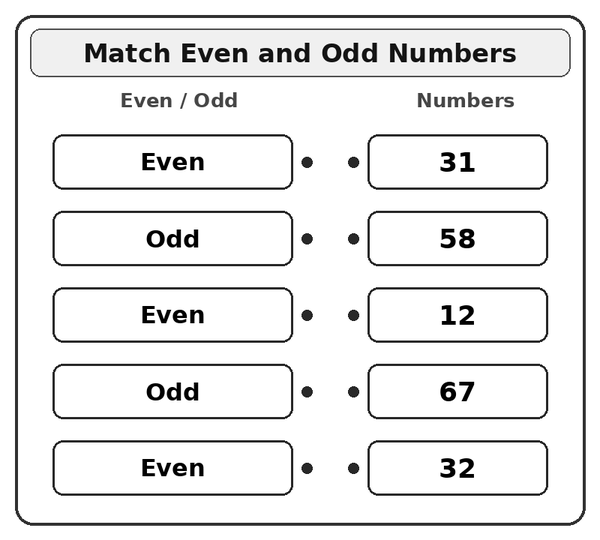 Match Even and Odd Numbers
Even / Odd Numbers
Even 31
Odd 58
Even 12
Odd 67
Even 32